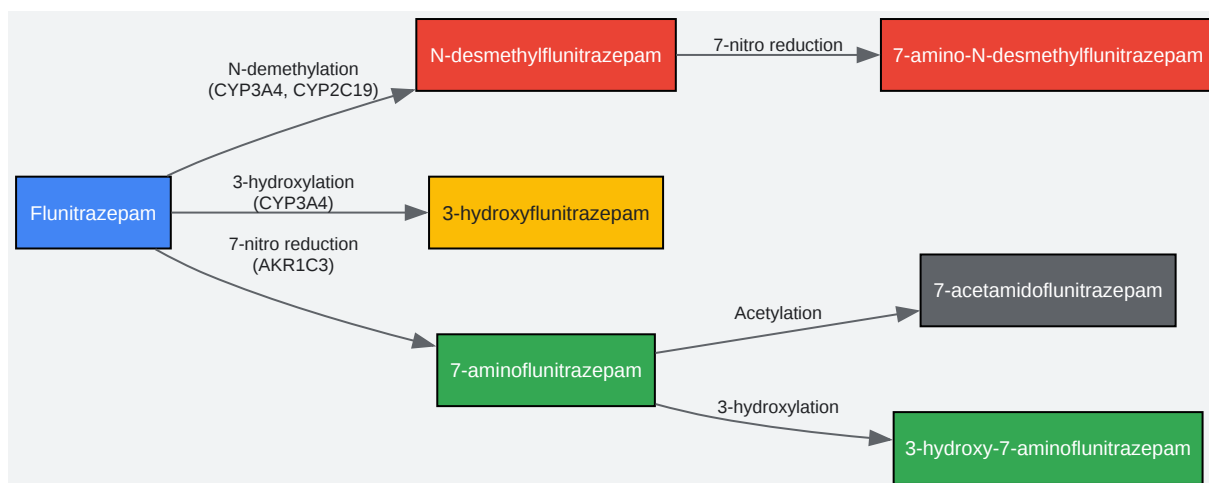 N-desmethylflunitrazepam
7-nitro reduction
7-amino-N-desmethylflunitrazepam
N-demethylation
(CYP3A4, CYP2C19)
Flunitrazepam
3-hydroxylation
(CYP3A4)
3-hydroxyflunitrazepam
7-nitro reduction
(AKR1C3)
7-aminoflunitrazepam
Acetylation
7-acetamidoflunitrazepam
3-hydroxylation
3-hydroxy-7-aminoflunitrazepam